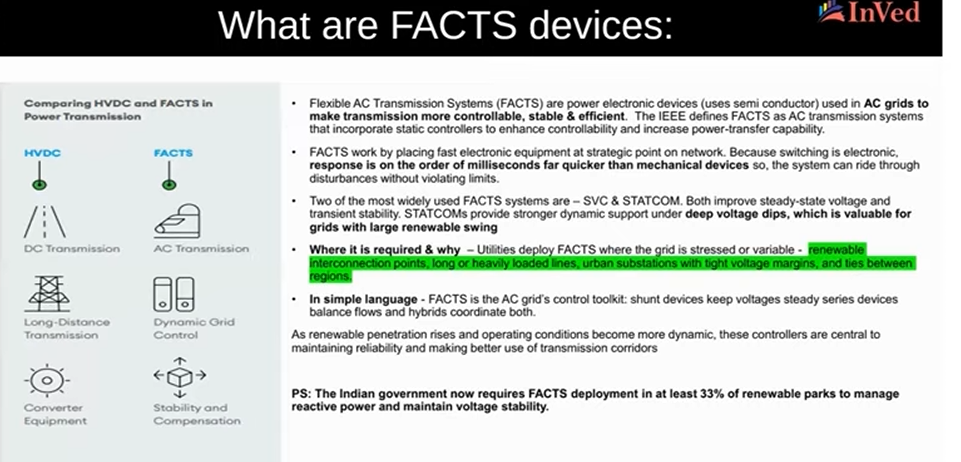 What are FACTS devices:
InVed
Comparing HVDC and FACTS in
Power Transmission
HVDC
FACTS
DC Transmission
AC Transmission
Long-Distance
Transmission
Dynamic Grid
Control
Converter
Equipment
Stability and
Compensation
• Flexible AC Transmission Systems (FACTS) are power electronic devices (uses semi conductor) used in AC grids to
make transmission more controllable, stable & efficient. The IEEE defines FACTS as AC transmission systems
that incorporate static controllers to enhance controllability and increase power-transfer capability.
• FACTS work by placing fast electronic equipment at strategic point on network. Because switching is electronic,
response is on the order of milliseconds far quicker than mechanical devices so, the system can ride through
disturbances without violating limits.
• Two of the most widely used FACTS systems are – SVC & STATCOM. Both improve steady-state voltage and
transient stability. STATCOMs provide stronger dynamic support under deep voltage dips, which is valuable for
grids with large renewable swing
• Where it is required & why – Utilities deploy FACTS where the grid is stressed or variable - renewable
interconnection points, long or heavily loaded lines, urban substations with tight voltage margins, and ties between
regions.
• In simple language - FACTS is the AC grid's control toolkit: shunt devices keep voltages steady series devices
balance flows and hybrids coordinate both.
As renewable penetration rises and operating conditions become more dynamic, these controllers are central to
maintaining reliability and making better use of transmission corridors
PS: The Indian government now requires FACTS deployment in at least 33% of renewable parks to manage
reactive power and maintain voltage stability.